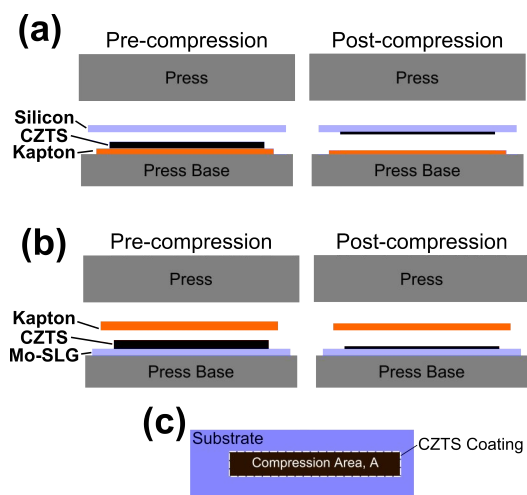 (a)
Pre-compression
Post-compression
Press
Press
Silicon
CZTS
Kapton
Press Base
Press Base
(b)
Pre-compression
Post-compression
Press
Press
Kapton
CZTS
Mo-SLG
Press Base
Press Base
(c)
Substrate
CZTS Coating
Compression Area, A